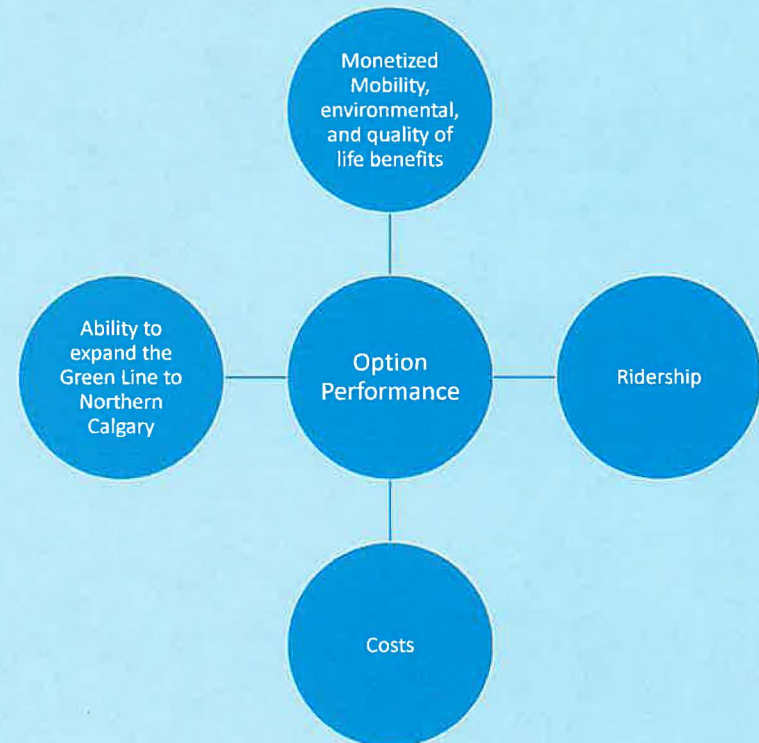 Monetized
Mobility,
environmental,
and quality of
life benefits
Ability to
expand the
Green Line to
Northern
Calgary
Option
Performance
Ridership
Costs